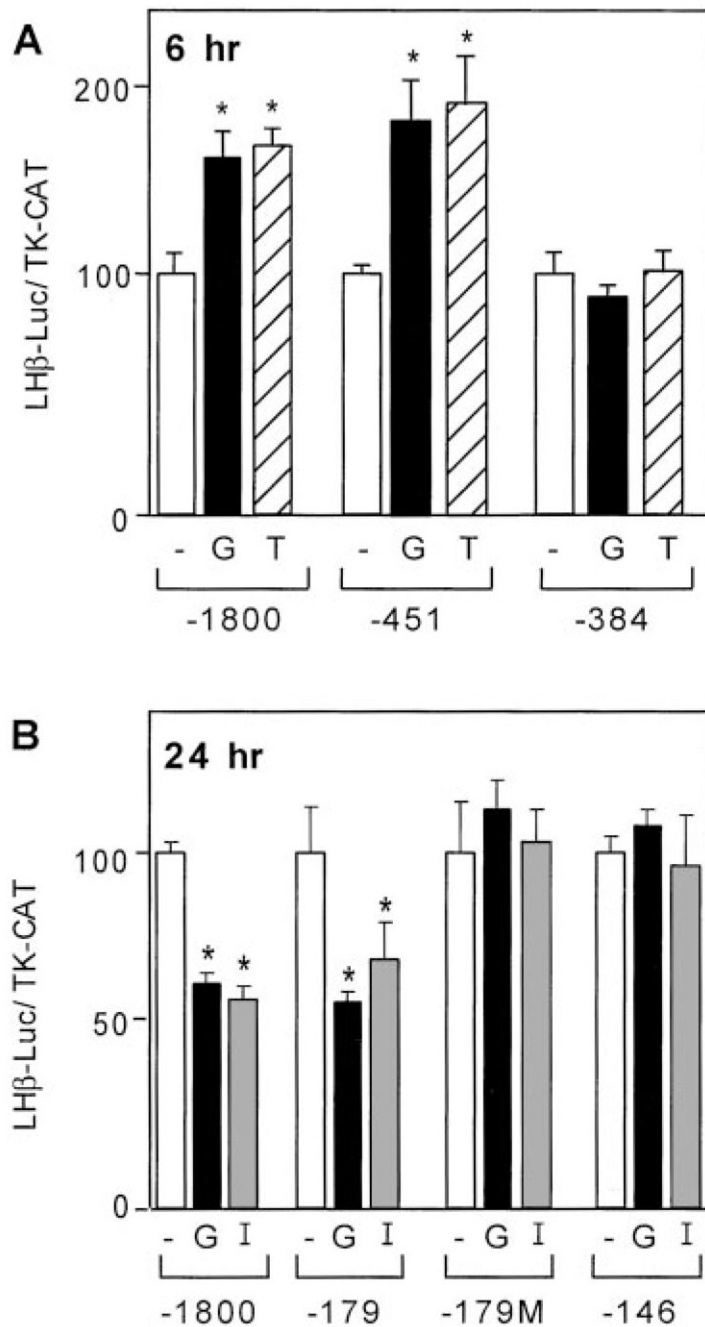 A
6 hr
* * * *
200
100
0
LHβ-Luc/ TK-CAT
- G T - G T - G T
-1800 -451 -384
B
24 hr
* * * *
100
50
0
LHβ-Luc/ TK-CAT
- G I - G I - G I - G I
-1800 -179 -179M -146